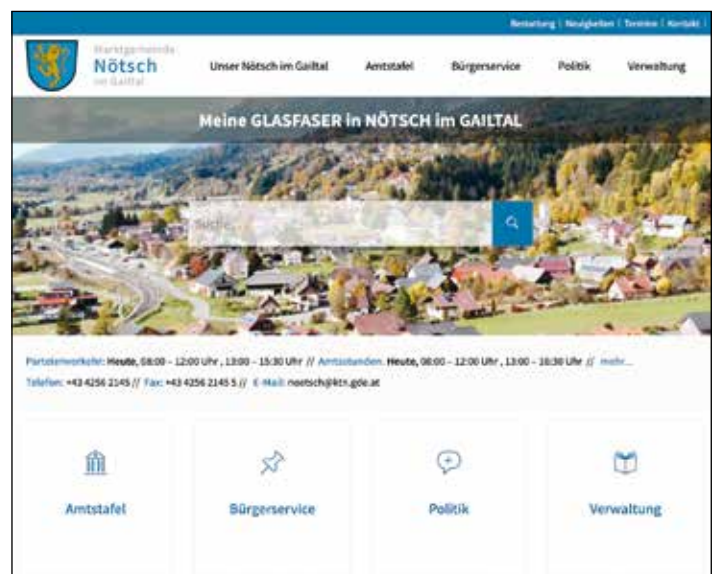 Bestattung | Neuigkeiten | Termine | Kontakt |
Marktgemeinde
Nötsch
im Gailtal
Unser Nötsch im Gailtal Amtstafel Bürgerservice Politik Verwaltung
Meine GLASFASER in NÖTSCH im GAILTAL
Suche...
Parteienverkehr: Heute, 08:00 - 12:00 Uhr , 13:00 - 15:30 Uhr // Amtsstunden: Heute, 08:00 - 12:00 Uhr , 13:00 - 16:30 Uhr // mehr...
Telefon: +43 4256 2145 // Fax: +43 4256 2145 5 // E-Mail: noetsch@ktn.gde.at
Amtstafel Bürgerservice Politik Verwaltung